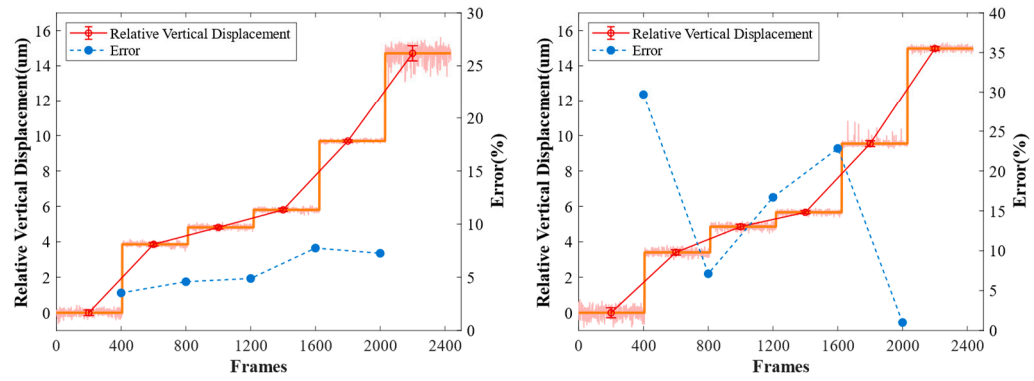 Relative Vertical Displacement(um)
16
14
12
10
8
6
4
2
0
Relative Vertical Displacement
Error
30
25
20
15
10
5
0
Error(%)
0 400 800 1200 1600 2000 2400
Frames
Relative Vertical Displacement(um)
16
14
12
10
8
6
4
2
0
Relative Vertical Displacement
Error
40
35
30
25
20
15
10
5
0
Error(%)
0 400 800 1200 1600 2000 2400
Frames